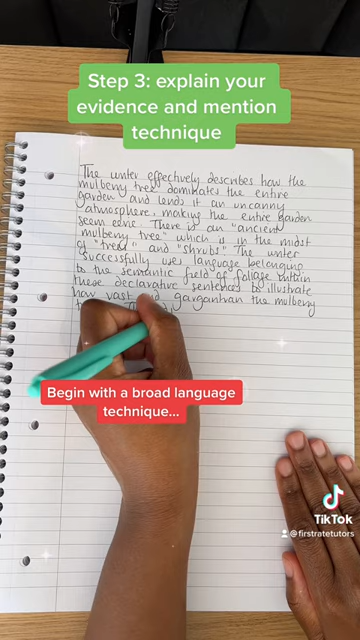 Step 3: explain your
evidence and mention
technique
The writer effectively describes how the
mulberry tree dominates the entire
garden and lends it an uncanny
atmosphere, making the entire garden
seem eerie. There is an "ancient
mulberry tree" which is in the midst
of "trees" and "shrubs". The writer
successfully uses language belonging
to the semantic field of foliage within
these declarative sentences to illustrate
how vast and gargantuan the mulberry
Begin with a broad language
technique...
TikTok
@firstratetutors